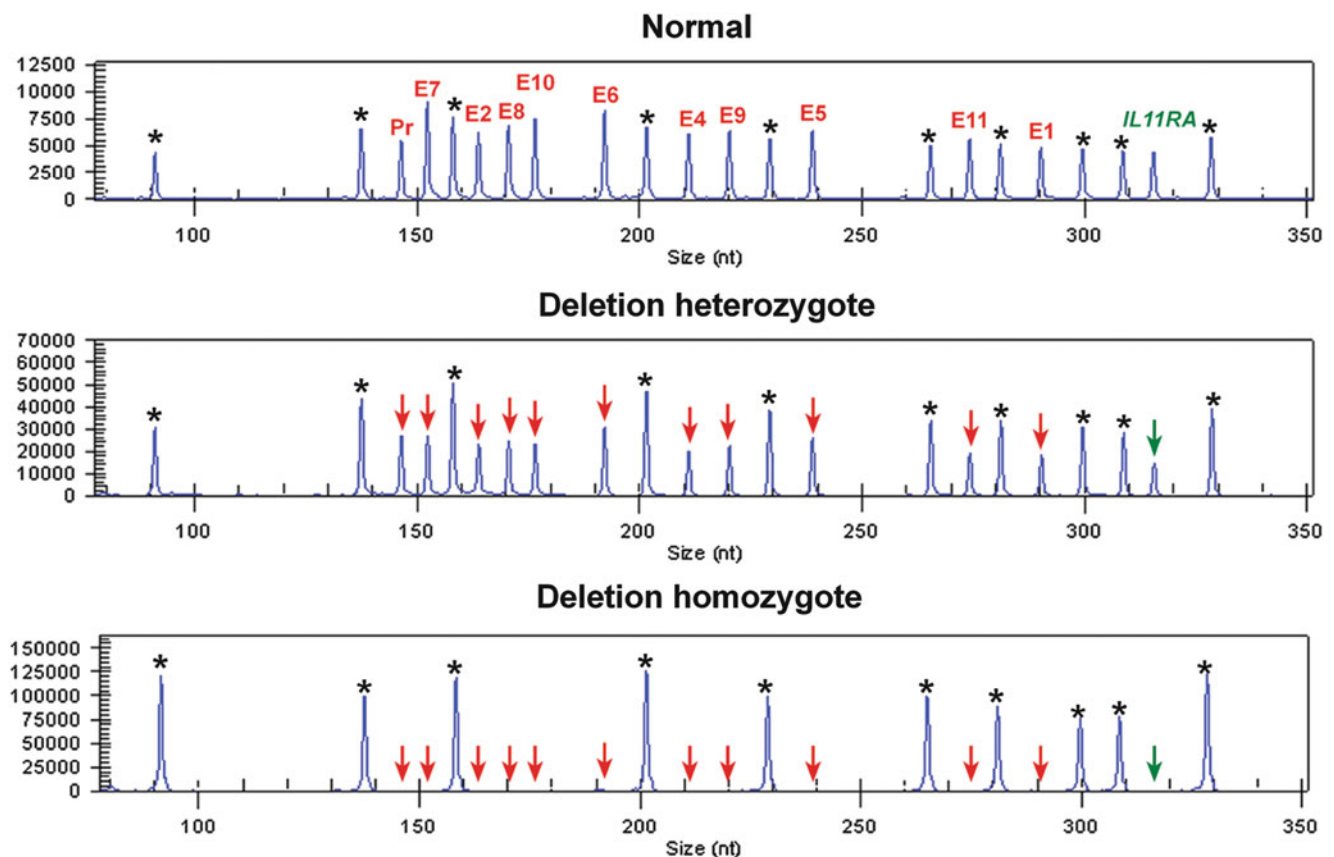 Normal
12500
10000
7500
5000
2500
0
* * Pr E7 * E2 E8 E10 E6 * E4 E9 * E5 * E11 * E1 * * IL11RA *
100 150 200 250 300 350
Size (nt)
Deletion heterozygote
70000
60000
50000
40000
30000
20000
10000
0
* * * * * * * * * *
100 150 200 250 300 350
Size (nt)
Deletion homozygote
150000
125000
100000
75000
50000
25000
0
* * * * * * * * * *
100 150 200 250 300 350
Size (nt)